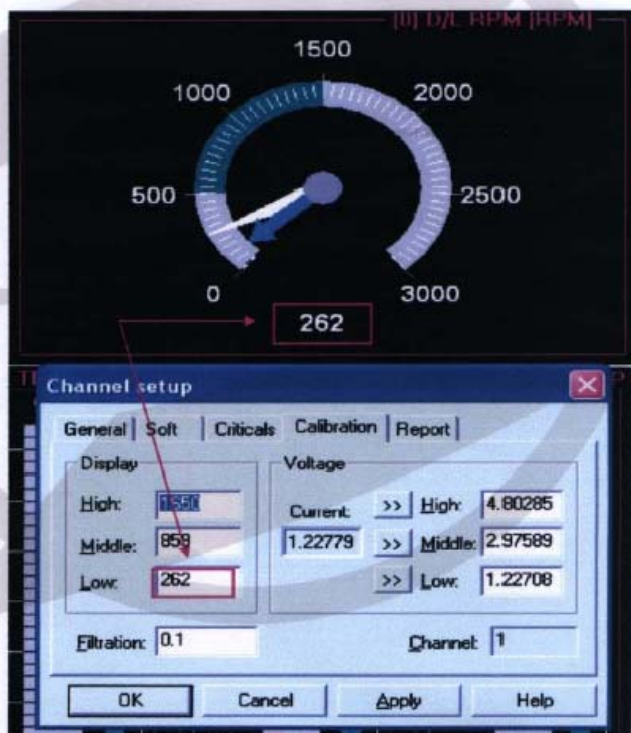 [0] D/L RPM [RPM]
1500
1000
2000
500
2500
0
3000
262
Channel setup
General
Soft
Criticals
Calibration
Report
Display
Voltage
High: 1550
Current:
>> High: 4.80285
Middle: 859
1.22779
>> Middle: 2.97589
Low: 262
>> Low: 1.22708
Filtration: 0.1
Channel: 1
OK
Cancel
Apply
Help